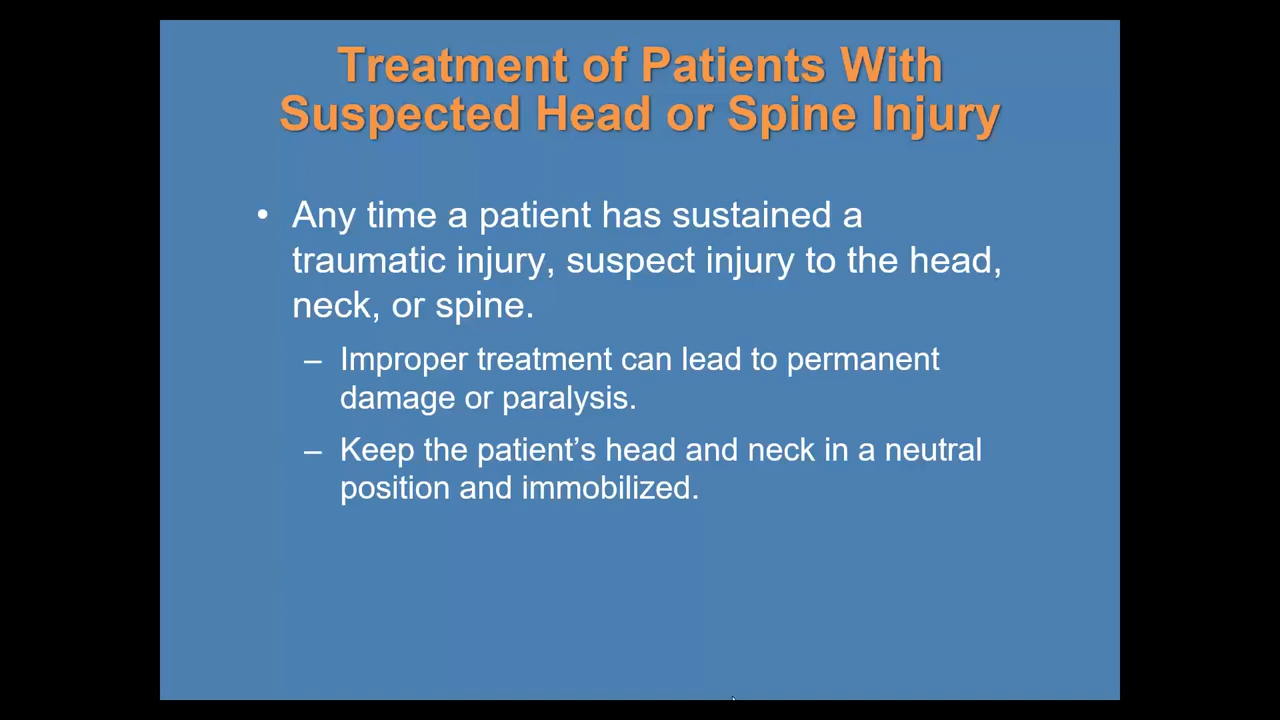 Treatment of Patients With
Suspected Head or Spine Injury
• Any time a patient has sustained a
traumatic injury, suspect injury to the head,
neck, or spine.
– Improper treatment can lead to permanent
damage or paralysis.
– Keep the patient’s head and neck in a neutral
position and immobilized.